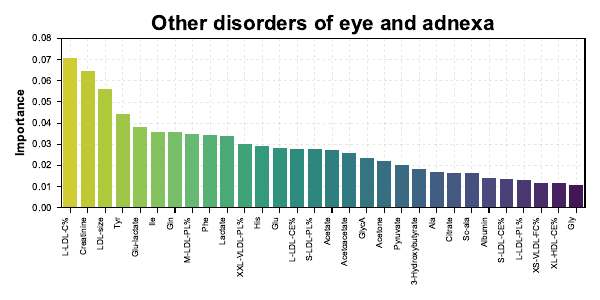 Other disorders of eye and adnexa
Importance
0.08
0.07
0.06
0.05
0.04
0.03
0.02
0.01
0.00
L-LDL-C%
Creatinine
LDL-size
Tyr
Glu-lactate
Ile
Gln
M-LDL-PL%
Phe
Lactate
XXL-VLDL-PL%
His
Glu
L-LDL-CE%
S-LDL-PL%
Acetate
Acetoacetate
GlycA
Acetone
Pyruvate
3-Hydroxybutyrate
Ala
Citrate
Sc-ala
Albumin
S-LDL-CE%
L-LDL-PL%
XS-VLDL-FC%
XL-HDL-CE%
Gly